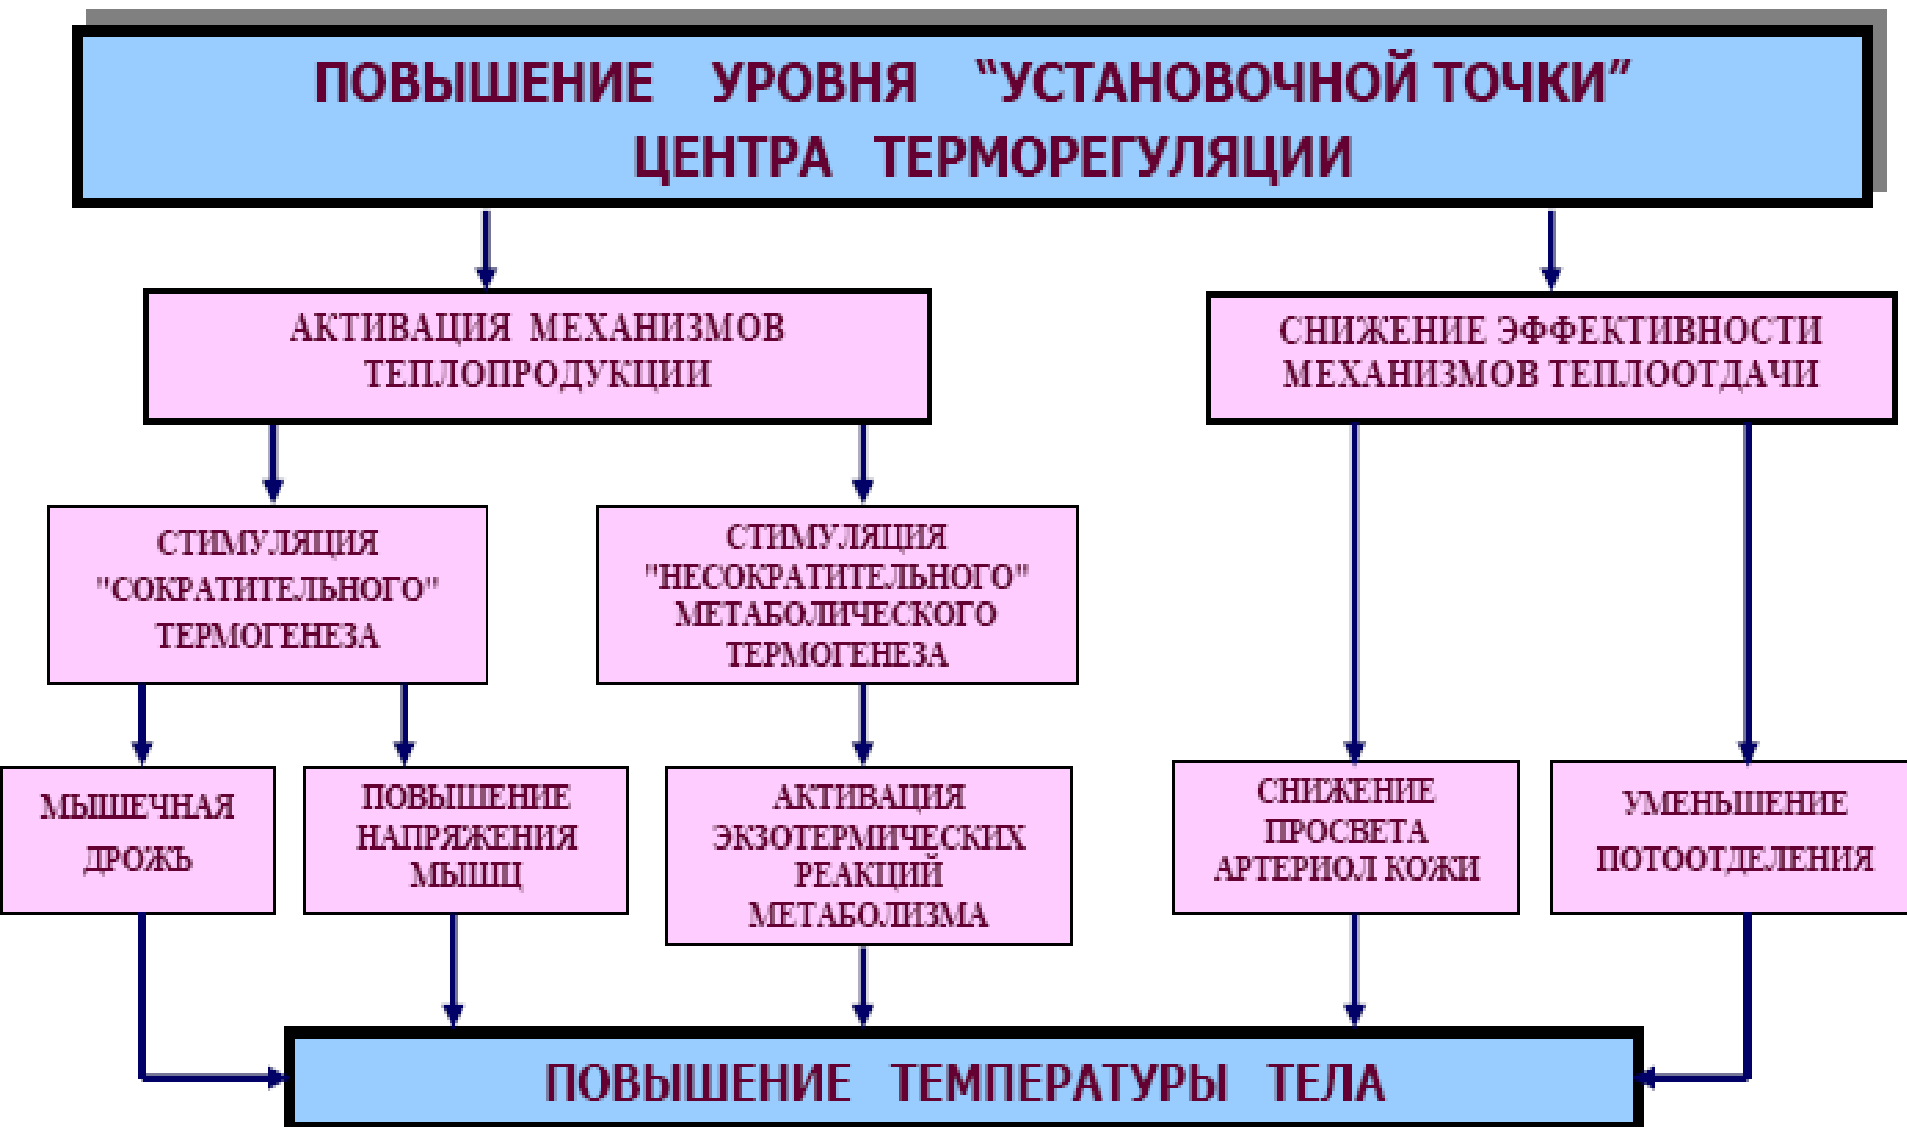 ПОВЫШЕНИЕ УРОВНЯ “УСТАНОВОЧНОЙ ТОЧКИ”
ЦЕНТРА ТЕРМОРЕГУЛЯЦИИ
АКТИВАЦИЯ МЕХАНИЗМОВ
ТЕПЛОПРОДУКЦИИ
СНИЖЕНИЕ ЭФФЕКТИВНОСТИ
МЕХАНИЗМОВ ТЕПЛООТДАЧИ
СТИМУЛЯЦИЯ
"СОКРАТИТЕЛЬНОГО"
ТЕРМОГЕНЕЗА
СТИМУЛЯЦИЯ
"НЕСОКРАТИТЕЛЬНОГО"
МЕТАБОЛИЧЕСКОГО
ТЕРМОГЕНЕЗА
МЫШЕЧНАЯ
ДРОЖЬ
ПОВЫШЕНИЕ
НАПРЯЖЕНИЯ
МЫШЦ
АКТИВАЦИЯ
ЭКЗОТЕРМИЧЕСКИХ
РЕАКЦИЙ
МЕТАБОЛИЗМА
СНИЖЕНИЕ
ПРОСВЕТА
АРТЕРИОЛ КОЖИ
УМЕНЬШЕНИЕ
ПОТООТДЕЛЕНИЯ
ПОВЫШЕНИЕ ТЕМПЕРАТУРЫ ТЕЛА